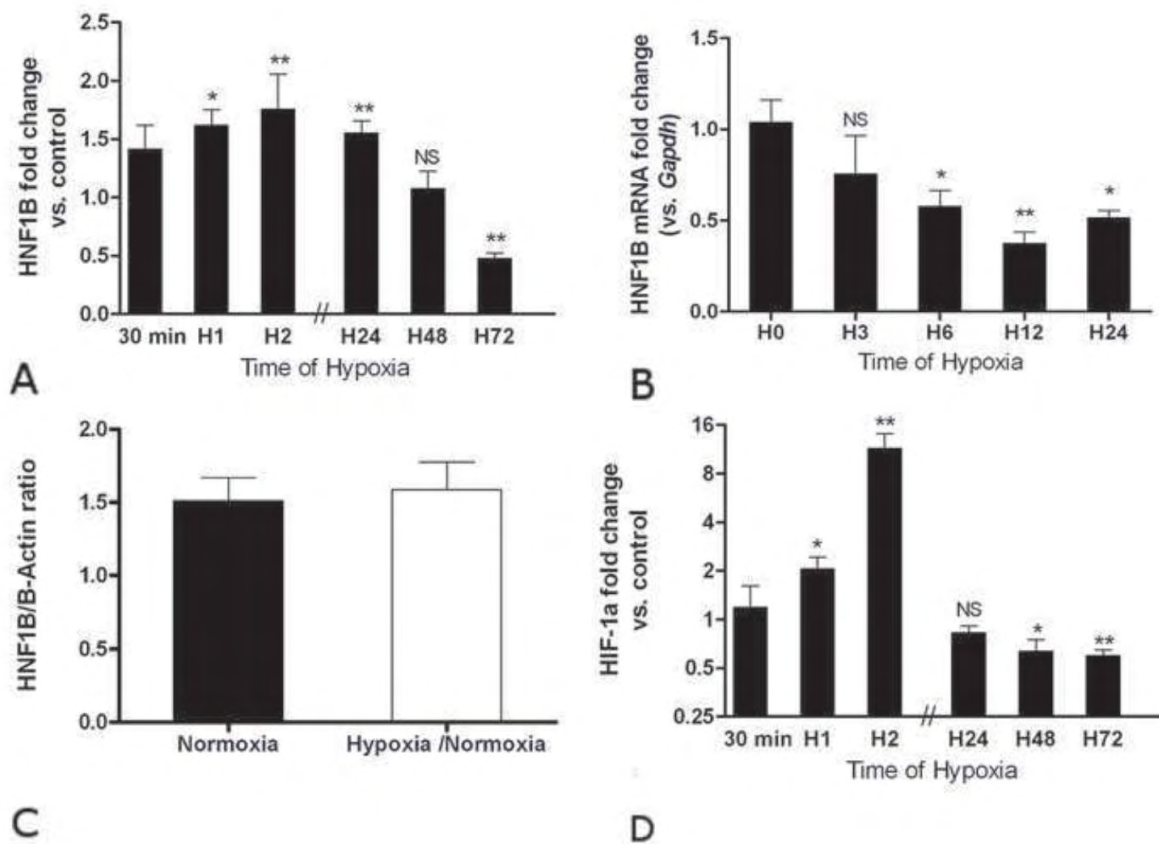 HNF1B fold change
vs. control
2.5
2.0
1.5
1.0
0.5
0.0
*
**
**
NS
**
30 min H1 H2 // H24 H48 H72
Time of Hypoxia
A
HNF1B mRNA fold change
(vs. Gapdh)
1.5
1.0
0.5
0.0
NS
*
**
*
H0 H3 H6 H12 H24
Time of Hypoxia
B
HNF1B/B-Actin ratio
2.0
1.5
1.0
0.5
0.0
Normoxia Hypoxia /Normoxia
C
HIF-1a fold change
vs. control
16
8
4
2
1
0.5
0.25
*
**
NS
*
**
30 min H1 H2 // H24 H48 H72
Time of Hypoxia
D